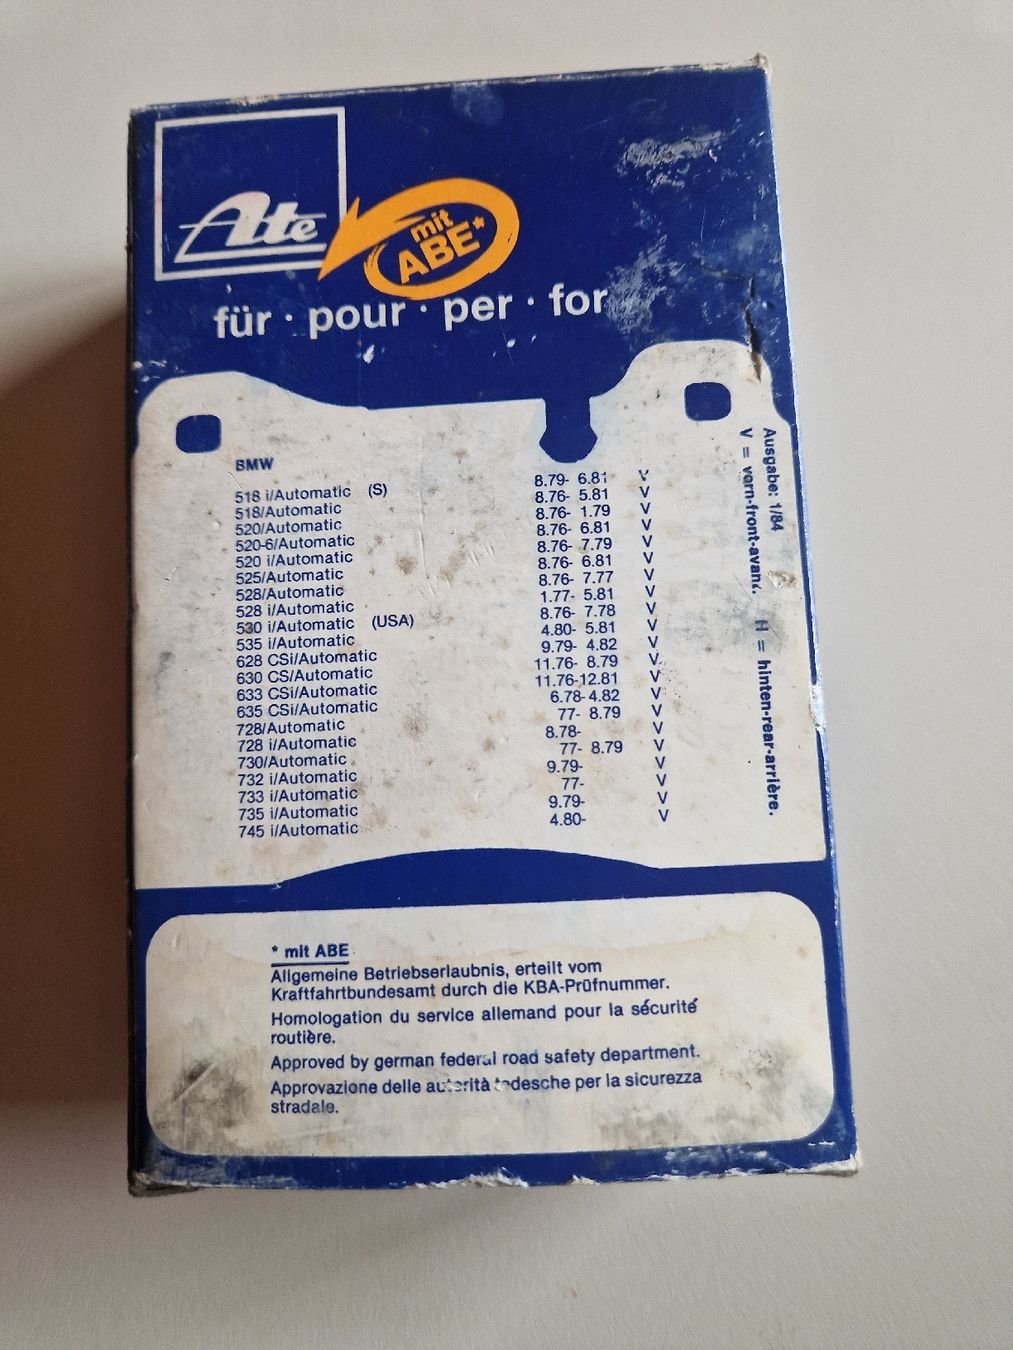 Ate
mit
ABE*
für · pour · per · for
BMW
518 i/Automatic (S) 8.79- 6.81 V
518/Automatic 8.76- 5.81 V
520/Automatic 8.76- 1.79 V
520-6/Automatic 8.76- 6.81 V
520 i/Automatic 8.76- 7.79 V
525/Automatic 8.76- 6.81 V
528/Automatic 8.76- 7.77 V
528 i/Automatic 1.77- 5.81 V
530 i/Automatic (USA) 8.76- 7.78 V
535 i/Automatic 4.80- 5.81 V
628 CSi/Automatic 9.79- 4.82 V
630 CS/Automatic 11.76- 8.79 V
633 CSi/Automatic 11.76-12.81 V
635 CSi/Automatic 6.78- 4.82 V
728/Automatic 77- 8.79 V
728 i/Automatic 8.78- V
730/Automatic 77- 8.79 V
732 i/Automatic 9.79- V
733 i/Automatic 77- V
735 i/Automatic 9.79- V
745 i/Automatic 4.80- V
Ausgabe: 1/84
V = vorn-front-avant. H = hinten-rear-arrière.
* mit ABE
Allgemeine Betriebserlaubnis, erteilt vom
Kraftfahrtbundesamt durch die KBA-Prüfnummer.
Homologation du service allemand pour la sécurité
routière.
Approved by german federal road safety department.
Approvazione delle autorità tedesche per la sicurezza
stradale.